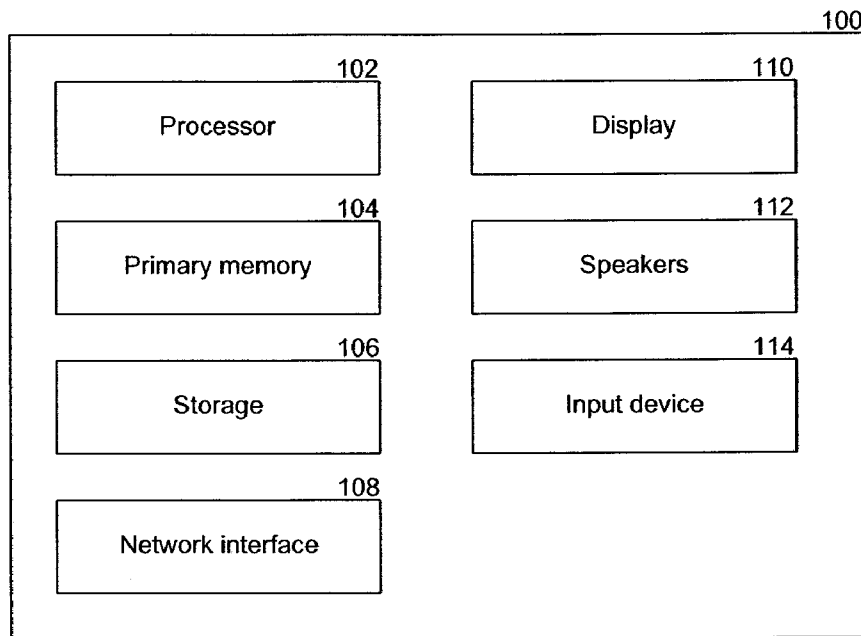 100
102
Processor
110
Display
104
Primary memory
112
Speakers
106
Storage
114
Input device
108
Network interface